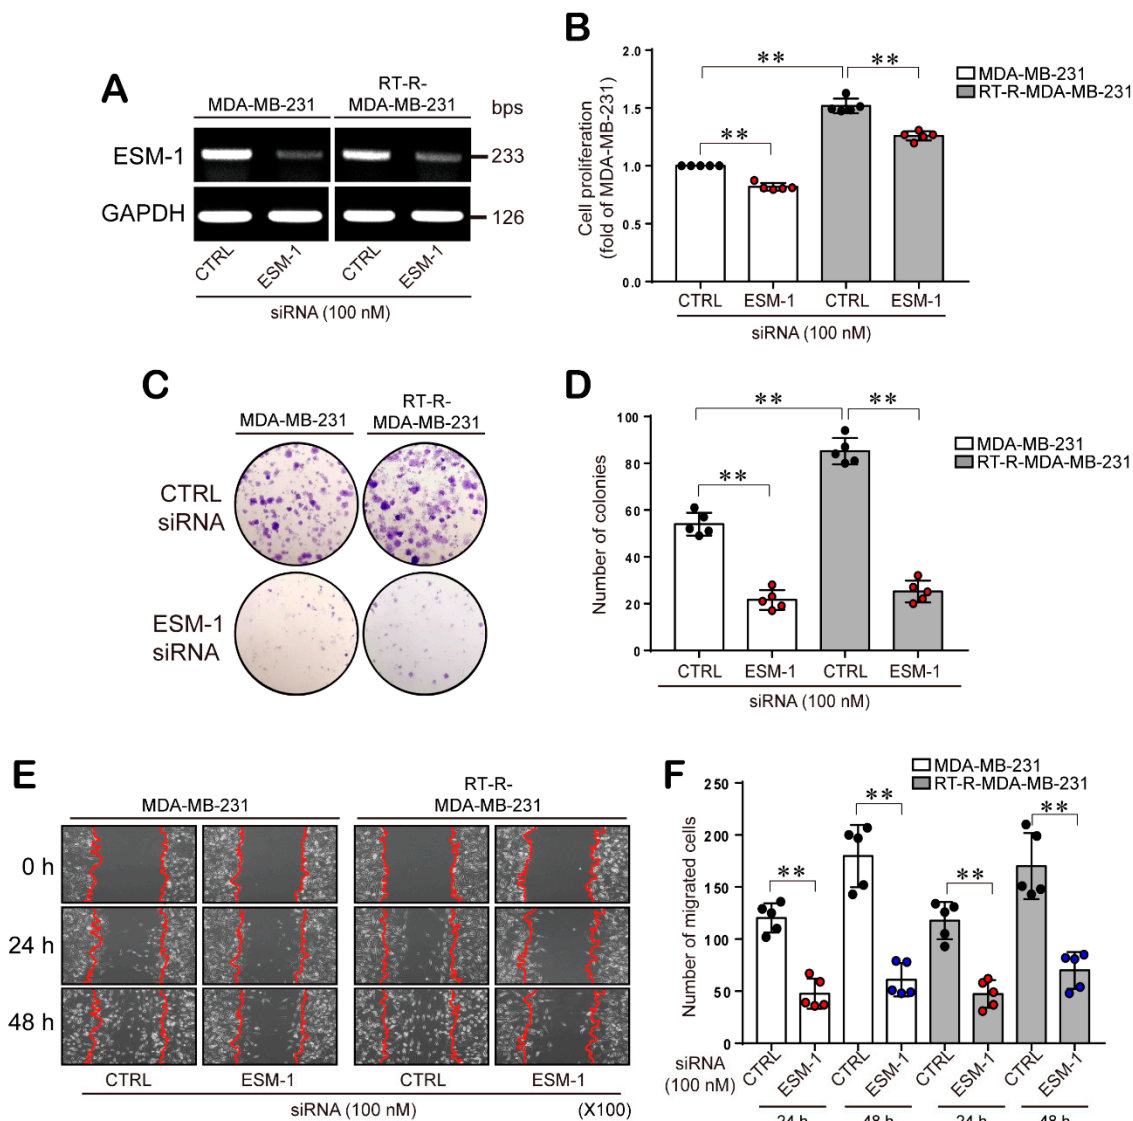 A
MDA-MB-231
RT-R-
MDA-MB-231
bps
ESM-1
233
GAPDH
126
CTRL
ESM-1
CTRL
ESM-1
siRNA (100 nM)
B
Cell proliferation
(fold of MDA-MB-231)
2.0
1.5
1.0
0.5
0.0
**
**
**
MDA-MB-231
RT-R-MDA-MB-231
CTRL
ESM-1
CTRL
ESM-1
siRNA (100 nM)
C
MDA-MB-231
RT-R-
MDA-MB-231
CTRL
siRNA
ESM-1
siRNA
D
Number of colonies
100
80
60
40
20
0
**
**
**
MDA-MB-231
RT-R-MDA-MB-231
CTRL
ESM-1
CTRL
ESM-1
siRNA (100 nM)
E
MDA-MB-231
RT-R-
MDA-MB-231
0 h
24 h
48 h
CTRL
ESM-1
CTRL
ESM-1
siRNA (100 nM)
(X100)
F
MDA-MB-231
RT-R-MDA-MB-231
Number of migrated cells
250
200
150
100
50
0
**
**
**
**
siRNA
(100 nM)
CTRL
ESM-1
CTRL
ESM-1
CTRL
ESM-1
CTRL
ESM-1
24 h
48 h
24 h
48 h